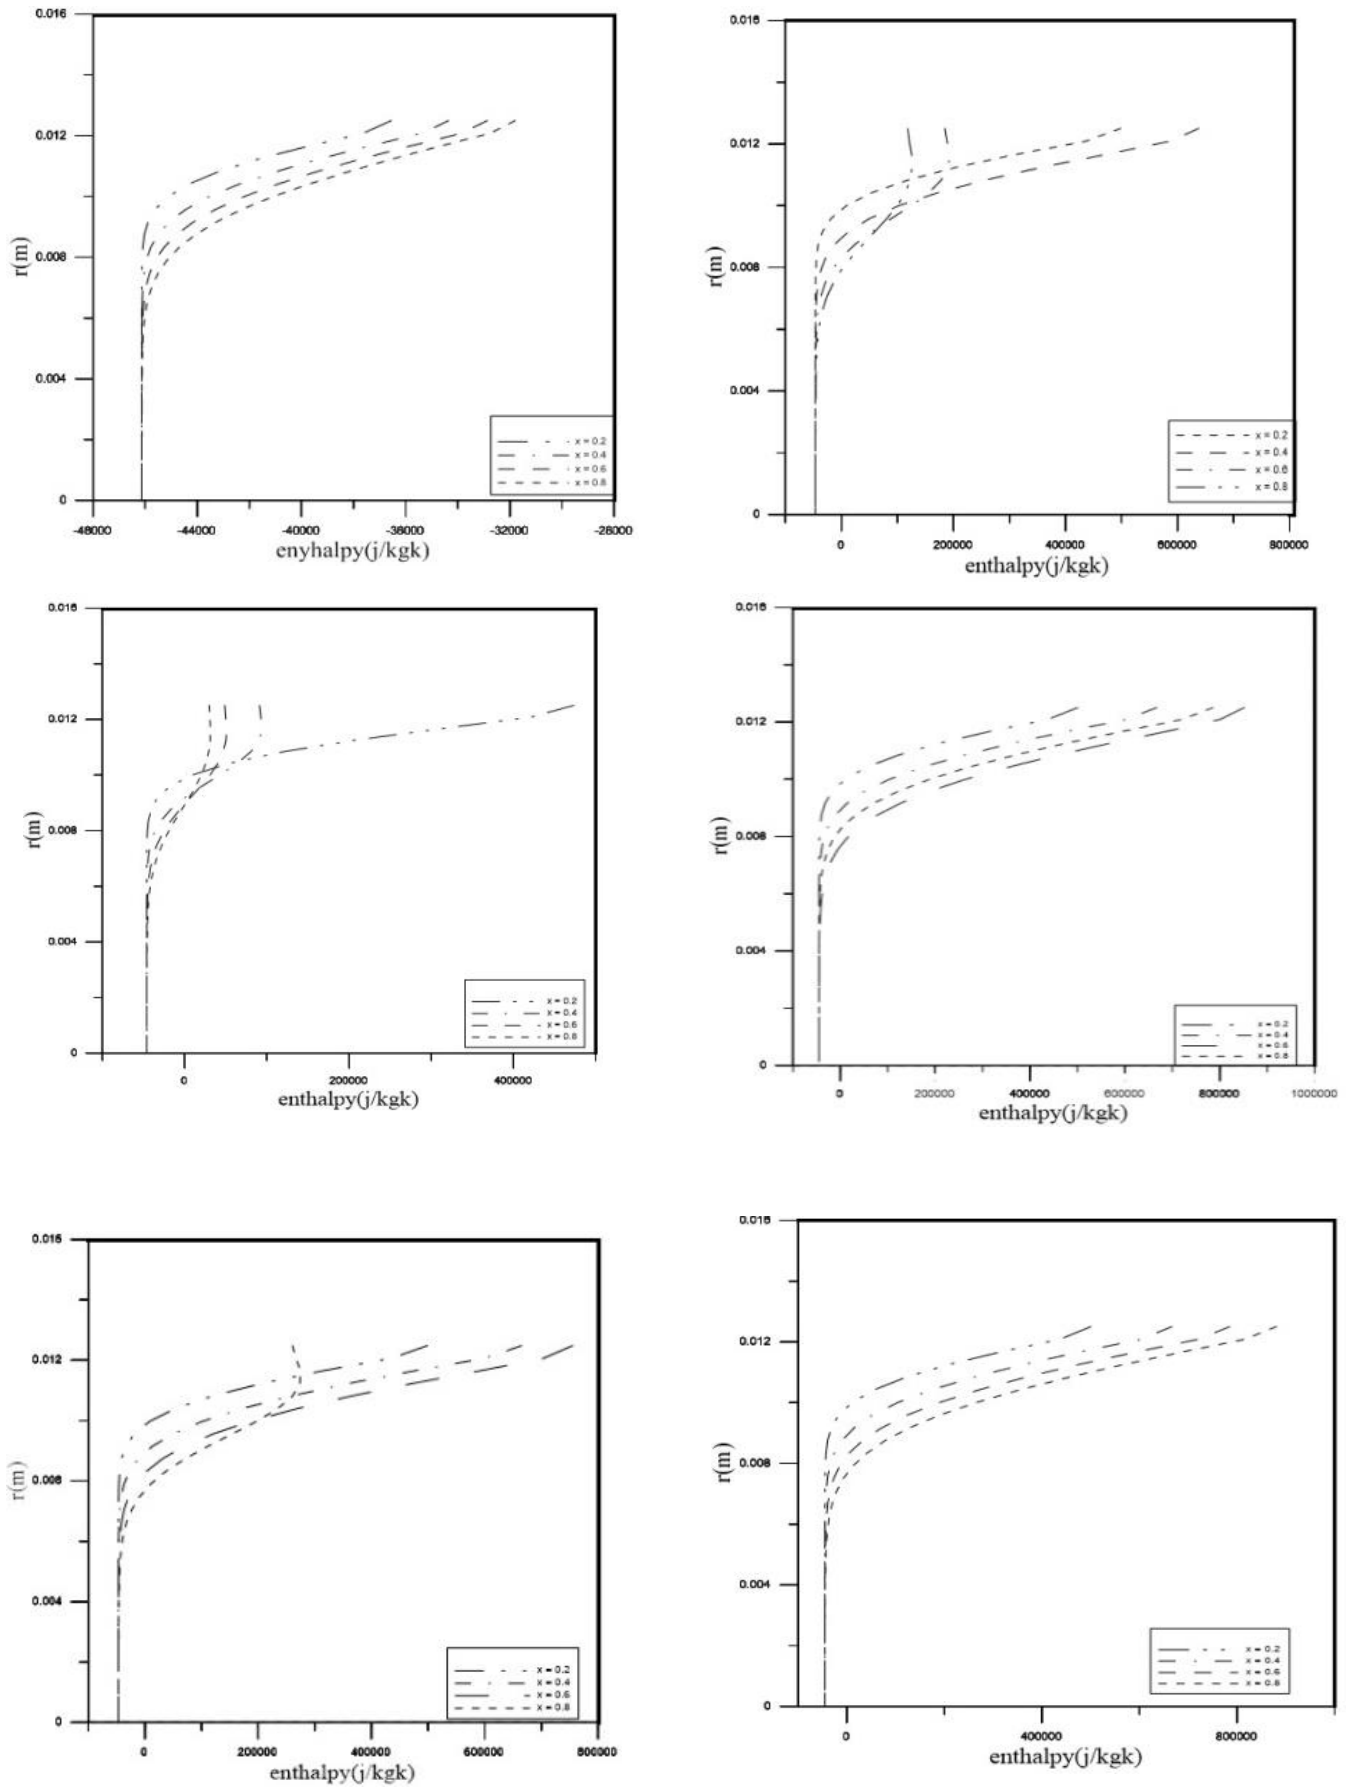 0.016
0.012
0.008
0.004
0
r(m)
x = 0.2
x = 0.4
x = 0.6
x = 0.8
-48000 -44000 -40000 -36000 -32000 -28000
enyhalpy(j/kgk)
0.016
0.012
0.008
0.004
0
r(m)
x = 0.2
x = 0.4
x = 0.6
x = 0.8
0 200000 400000 600000 800000
enthalpy(j/kgk)
0.016
0.012
0.008
0.004
0
r(m)
x = 0.2
x = 0.4
x = 0.6
x = 0.8
0 200000 400000
enthalpy(j/kgk)
0.016
0.012
0.008
0.004
0
r(m)
x = 0.2
x = 0.4
x = 0.6
x = 0.8
0 200000 400000 600000 800000 1000000
enthalpy(j/kgk)
0.016
0.012
0.008
0.004
0
r(m)
x = 0.2
x = 0.4
x = 0.6
x = 0.8
0 200000 400000 600000 800000
enthalpy(j/kgk)
0.016
0.012
0.008
0.004
0
r(m)
x = 0.2
x = 0.4
x = 0.6
x = 0.8
0 400000 800000
enthalpy(j/kgk)